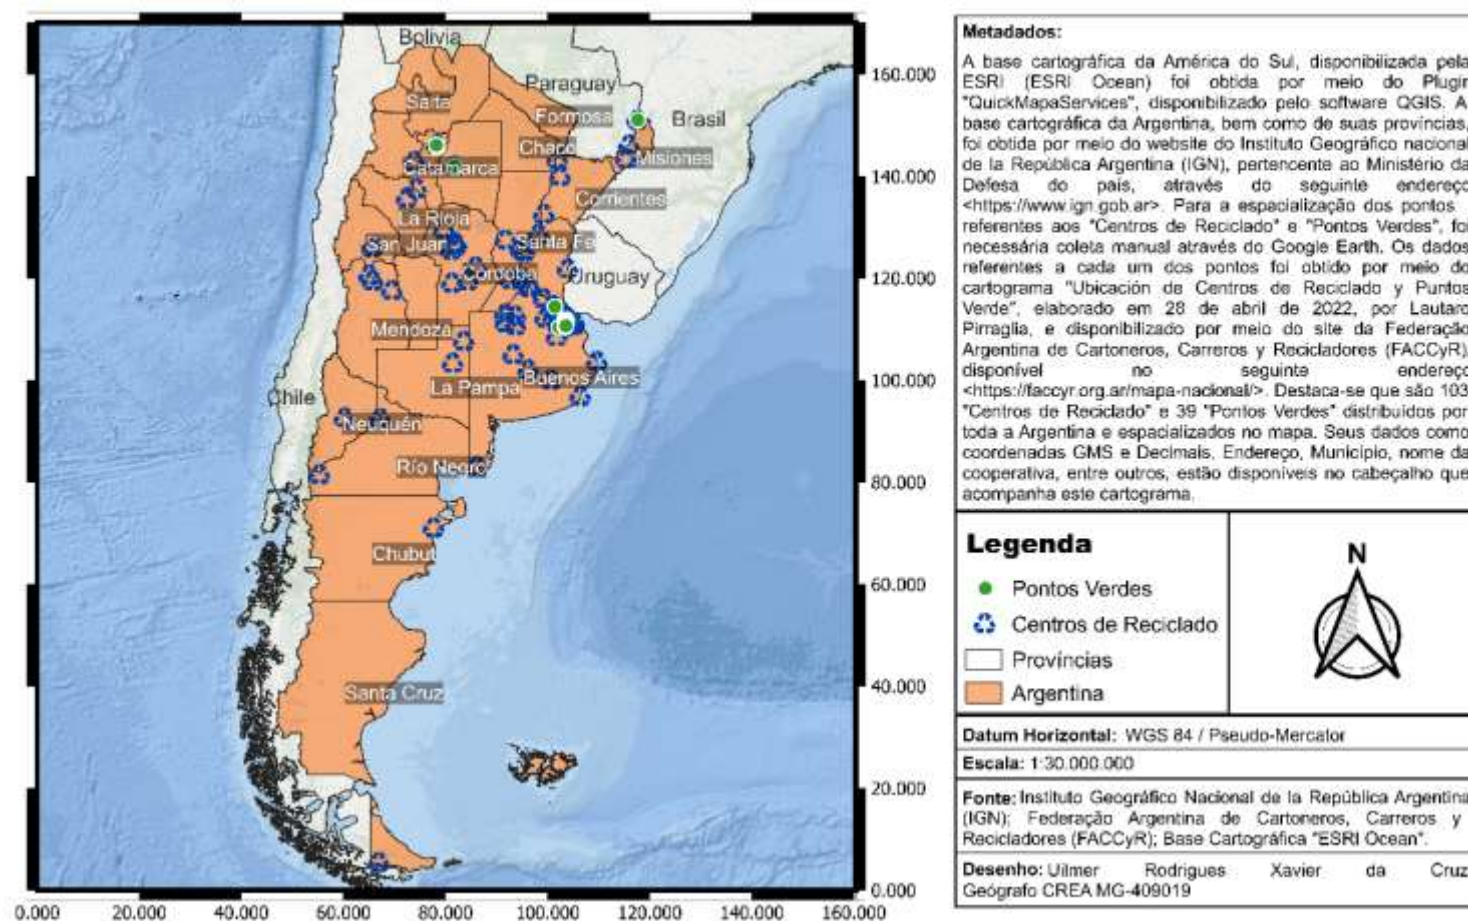 Bolivia
Paraguay
Salta
Formosa
Brasil
Chaco
Misiones
Catamarca
Corrientes
La Rioja
San Juan
Santa Fé
Córdoba
Uruguay
Mendoza
Buenos Aires
La Pampa
Chile
Neuquén
Río Negro
Chubut
Santa Cruz
160.000
140.000
120.000
100.000
80.000
60.000
40.000
20.000
0.000
0.000 20.000 40.000 60.000 80.000 100.000 120.000 140.000 160.000
Metadados:
A base cartográfica da América do Sul, disponibilizada pela
ESRI (ESRI Ocean) foi obtida por meio do Plugin
"QuickMapaServices", disponibilizado pelo software QGIS. A
base cartográfica da Argentina, bem como de suas províncias,
foi obtida por meio do website do Instituto Geográfico nacional
de la República Argentina (IGN), pertencente ao Ministério da
Defesa do país, através do seguinte endereço
<https://www.ign.gob.ar>. Para a espacialização dos pontos
referentes aos "Centros de Reciclado" e "Pontos Verdes", foi
necessária coleta manual através do Google Earth. Os dados
referentes a cada um dos pontos foi obtido por meio do
cartograma "Ubicación de Centros de Reciclado y Puntos
Verde", elaborado em 28 de abril de 2022, por Lautaro
Pirraglia, e disponibilizado por meio do site da Federação
Argentina de Cartoneros, Carreros y Recicladores (FACCyR),
disponível no seguinte endereço
<https://faccyr.org.ar/mapa-nacional/>. Destaca-se que são 103
"Centros de Reciclado" e 39 "Pontos Verdes" distribuídos por
toda a Argentina e espacializados no mapa. Seus dados como
coordenadas GMS e Decimais, Endereço, Município, nome da
cooperativa, entre outros, estão disponíveis no cabeçalho que
acompanha este cartograma.
Legenda
Pontos Verdes
Centros de Reciclado
Províncias
Argentina
N
Datum Horizontal: WGS 84 / Pseudo-Mercator
Escala: 1:30.000.000
Fonte: Instituto Geográfico Nacional de la República Argentina
(IGN); Federação Argentina de Cartoneros, Carreros y
Recicladores (FACCyR); Base Cartográfica "ESRI Ocean".
Desenho: Uilmer Rodrigues Xavier da Cruz
Geógrafo CREA MG-409019